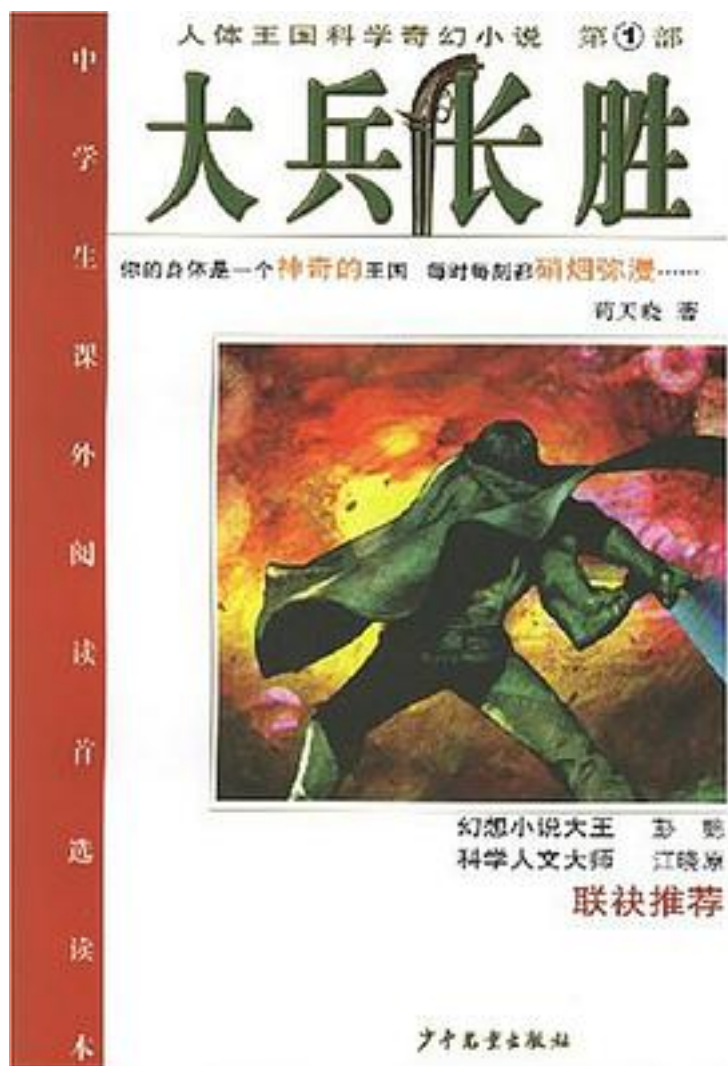 人体王国科学奇幻小说 第①部
大兵长胜
你的身体是一个神奇的王国 每时每刻都硝烟弥漫……
荀天晓 著
幻想小说大王 彭懿
科学人文大师 江晓原
联袂推荐
少年儿童出版社
中学生课外阅读首选读本